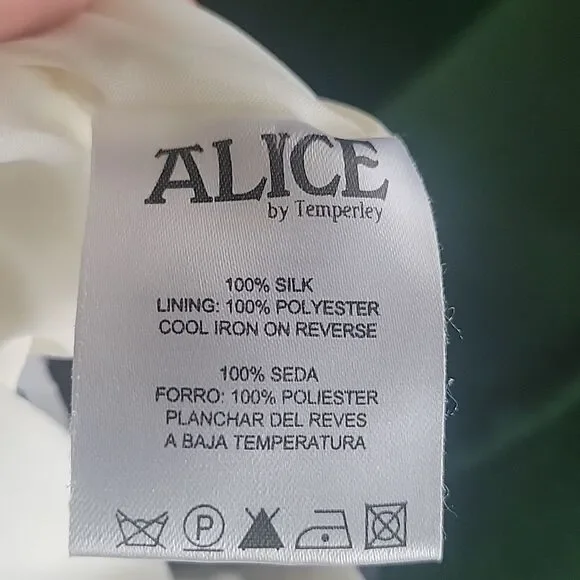 ALICE
by Temperley
100% SILK
LINING: 100% POLYESTER
COOL IRON ON REVERSE
100% SEDA
FORRO: 100% POLIESTER
PLANCHAR DEL REVES
A BAJA TEMPERATURA
P